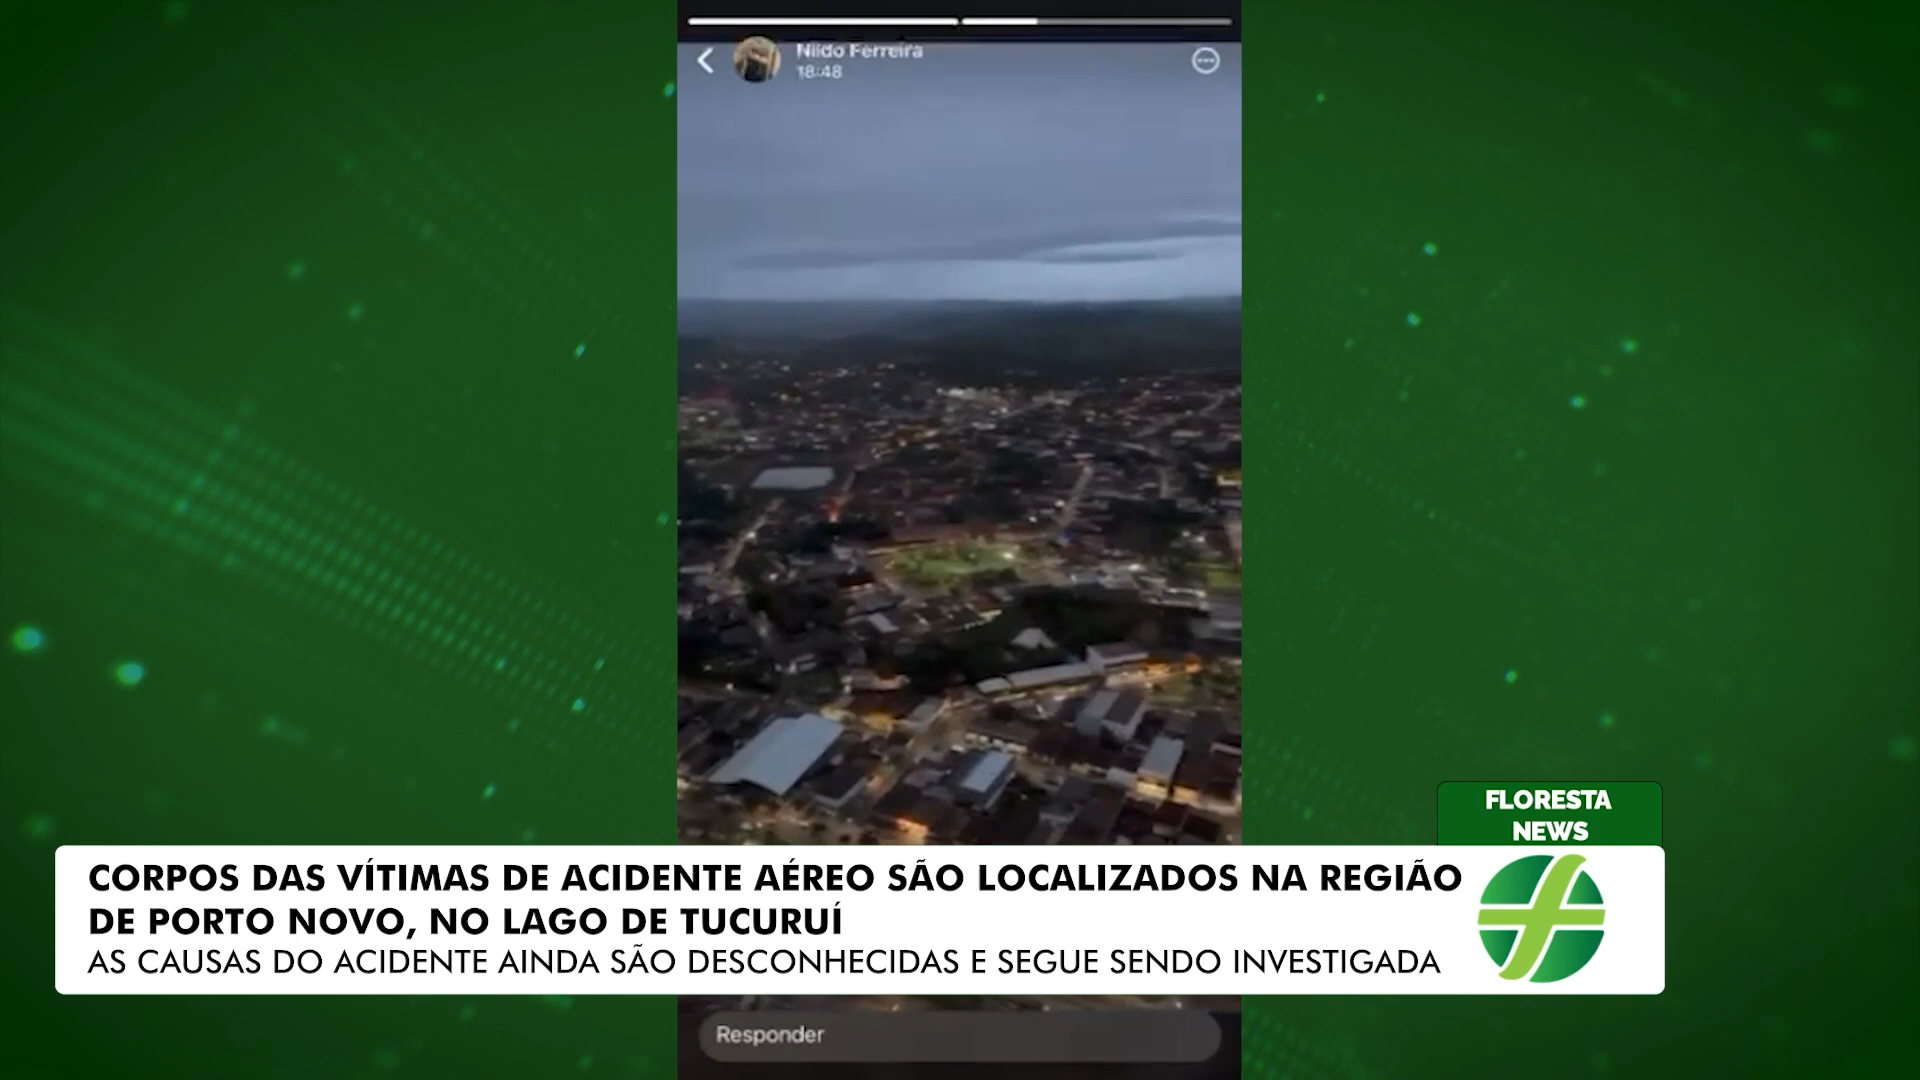 Nildo Ferreira
18:48
FLORESTA
NEWS
CORPOS DAS VÍTIMAS DE ACIDENTE AÉREO SÃO LOCALIZADOS NA REGIÃO
DE PORTO NOVO, NO LAGO DE TUCURUÍ
AS CAUSAS DO ACIDENTE AINDA SÃO DESCONHECIDAS E SEGUE SENDO INVESTIGADA
Responder